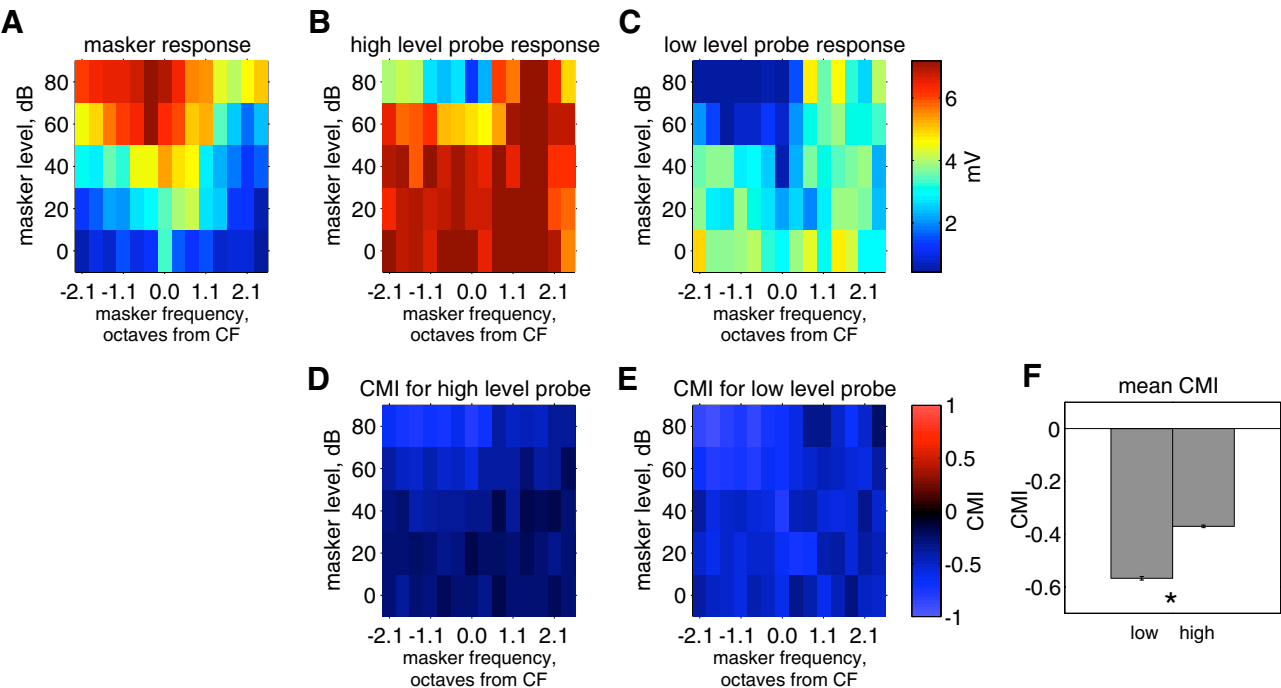 A
masker response
masker level, dB
80
60
40
20
0
-2.1 -1.1 0.0 1.1 2.1
masker frequency,
octaves from CF
B
high level probe response
masker level, dB
80
60
40
20
0
-2.1 -1.1 0.0 1.1 2.1
masker frequency,
octaves from CF
C
low level probe response
masker level, dB
80
60
40
20
0
-2.1 -1.1 0.0 1.1 2.1
masker frequency,
octaves from CF
6
4
2
mV
D
CMI for high level probe
masker level, dB
80
60
40
20
0
-2.1 -1.1 0.0 1.1 2.1
masker frequency,
octaves from CF
E
CMI for low level probe
masker level, dB
80
60
40
20
0
-2.1 -1.1 0.0 1.1 2.1
masker frequency,
octaves from CF
1
0.5
0
-0.5
-1
CMI
F
mean CMI
CMI
0
-0.2
-0.4
-0.6
*
low high